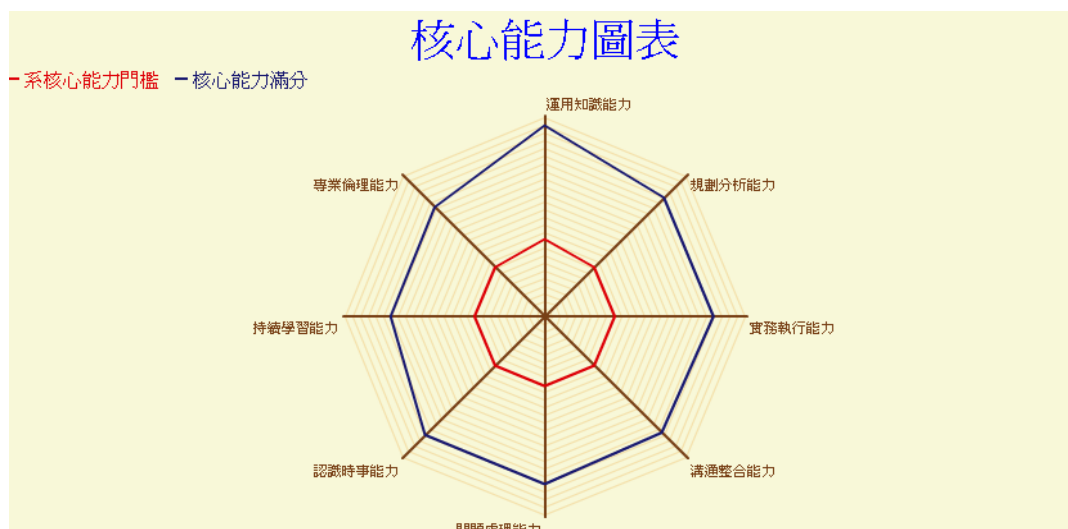 核心能力圖表
系核心能力門檻 核心能力滿分
運用知識能力
專業倫理能力
規劃分析能力
持續學習能力
實務執行能力
認識時事能力
溝通整合能力